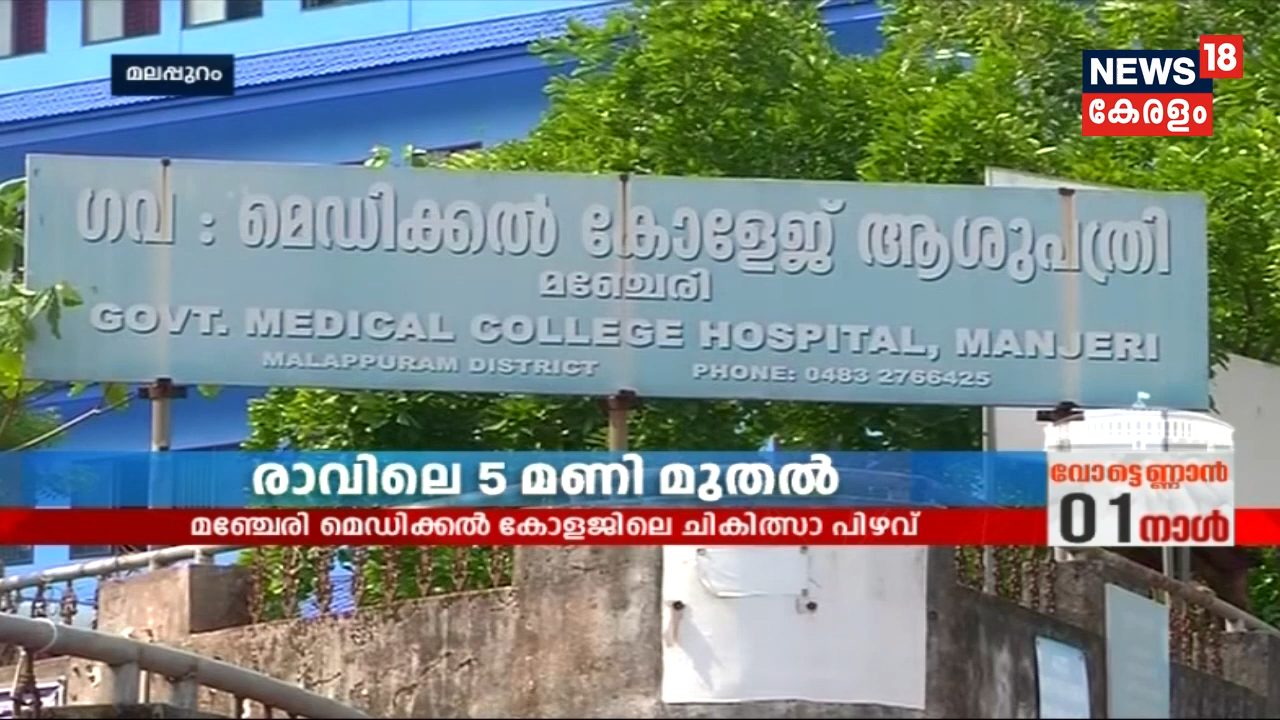 മലപ്പുറം
NEWS 18
കേരളം
ഗവ : മെഡിക്കൽ കോളേജ് ആശുപത്രി
മഞ്ചേരി
GOVT. MEDICAL COLLEGE HOSPITAL, MANJERI
MALAPPURAM DISTRICT PHONE: 0483 2766425
രാവിലെ 5 മണി മുതൽ
മഞ്ചേരി മെഡിക്കൽ കോളജിലെ ചികിത്സാ പിഴവ്
വോട്ടെണ്ണാൻ
01 നാൾ